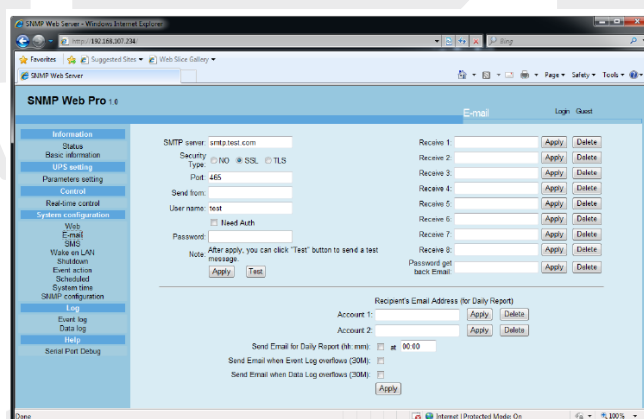 SNMP Web Server - Windows Internet Explorer
http://192.168.107.234/
Bing
Favorites Suggested Sites Web Slice Gallery
SNMP Web Server
Page Safety Tools
SNMP Web Pro 1.0
E-mail
Login Guest
Information
Status
Basic information
UPS setting
Parameters setting
Control
Real-time control
System configuration
Web
E-mail
SMS
Wake on LAN
Shutdown
Event action
Scheduled
System time
SNMP configuration
Log
Event log
Data log
Help
Serial Port Debug
SMTP server: smtp.test.com
Security Type: NO SSL TLS
Port: 465
Send from:
User name: test
Need Auth
Password:
Note: After apply, you can click "Test" button to send a test message.
Apply Test
Receive 1: Apply Delete
Receive 2: Apply Delete
Receive 3: Apply Delete
Receive 4: Apply Delete
Receive 5: Apply Delete
Receive 6: Apply Delete
Receive 7: Apply Delete
Receive 8: Apply Delete
Password get back Email: Apply Delete
Recipient's Email Address (for Daily Report)
Account 1: Apply Delete
Account 2: Apply Delete
Send Email for Daily Report (hh: mm): at 00:00
Send Email when Event Log overflows (30M):
Send Email when Data Log overflows (30M):
Apply
Done
Internet | Protected Mode: On
100%